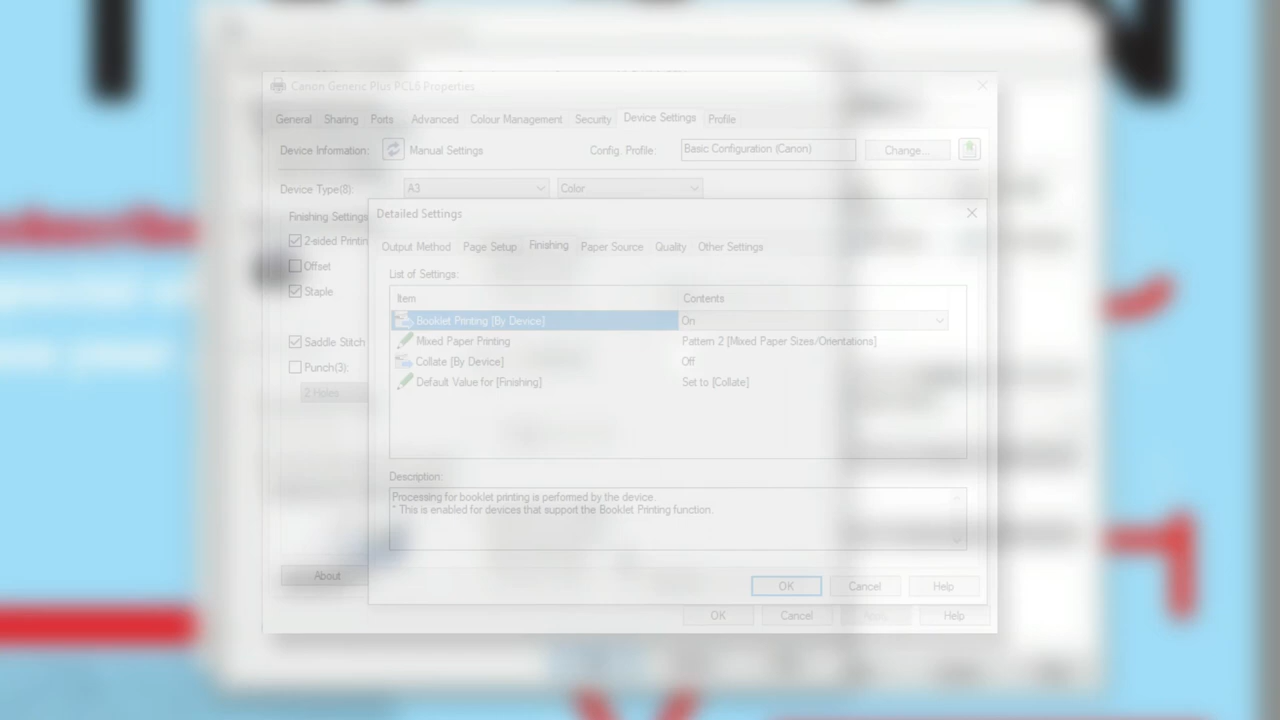 Canon Generic Plus PCL6 Properties
General Sharing Ports Advanced Colour Management Security Device Settings Profile
Device Information: Manual Settings Config. Profile: Basic Configuration (Canon) Change...
Device Type(8): A3 Color
Finishing Settings
2-sided Printin
Offset
Staple
Saddle Stitch
Punch(3):
2 Holes
About
Detailed Settings
Output Method Page Setup Finishing Paper Source Quality Other Settings
List of Settings:
Item Contents
Booklet Printing [By Device] On
Mixed Paper Printing Pattern 2 [Mixed Paper Sizes/Orientations]
Collate [By Device] Off
Default Value for [Finishing] Set to [Collate]
Description:
Processing for booklet printing is performed by the device.
* This is enabled for devices that support the Booklet Printing function.
OK Cancel Help
OK Cancel Apply Help